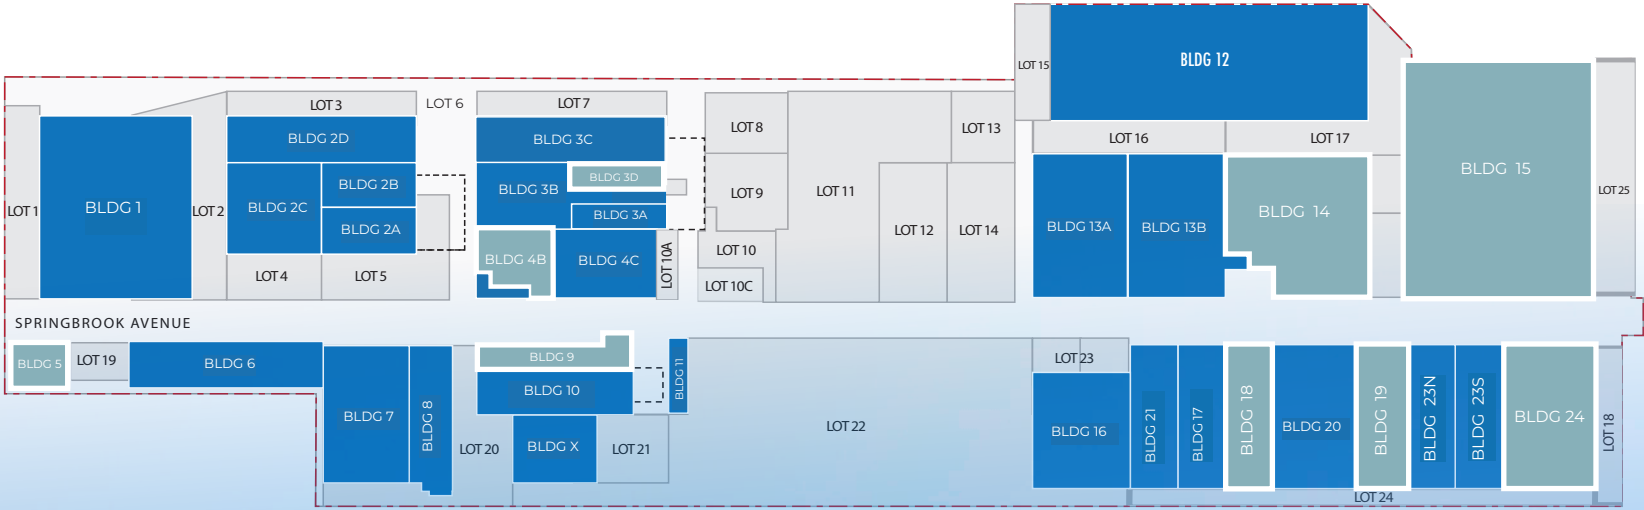 BLDG 12
LOT 15
LOT 3
LOT 6
LOT 7
LOT 8
LOT 13
LOT 16
LOT 17
BLDG 2D
BLDG 3C
BLDG 15
BLDG 2B
BLDG 3D
BLDG 3B
LOT 9
LOT 11
LOT 25
LOT 1
BLDG 1
LOT 2
BLDG 2C
BLDG 2A
BLDG 3A
LOT 12
LOT 14
BLDG 13A
BLDG 13B
BLDG 14
LOT 4
LOT 5
BLDG 4B
BLDG 4C
LOT 10A
LOT 10
LOT 10C
SPRINGBROOK AVENUE
BLDG 5
LOT 19
BLDG 6
BLDG 9
LOT 23
BLDG 10
BLDG 11
BLDG 7
BLDG 8
LOT 20
BLDG X
LOT 21
LOT 22
BLDG 16
BLDG 21
BLDG 17
BLDG 18
BLDG 20
BLDG 19
BLDG 23N
BLDG 23S
BLDG 24
LOT 18
LOT 24